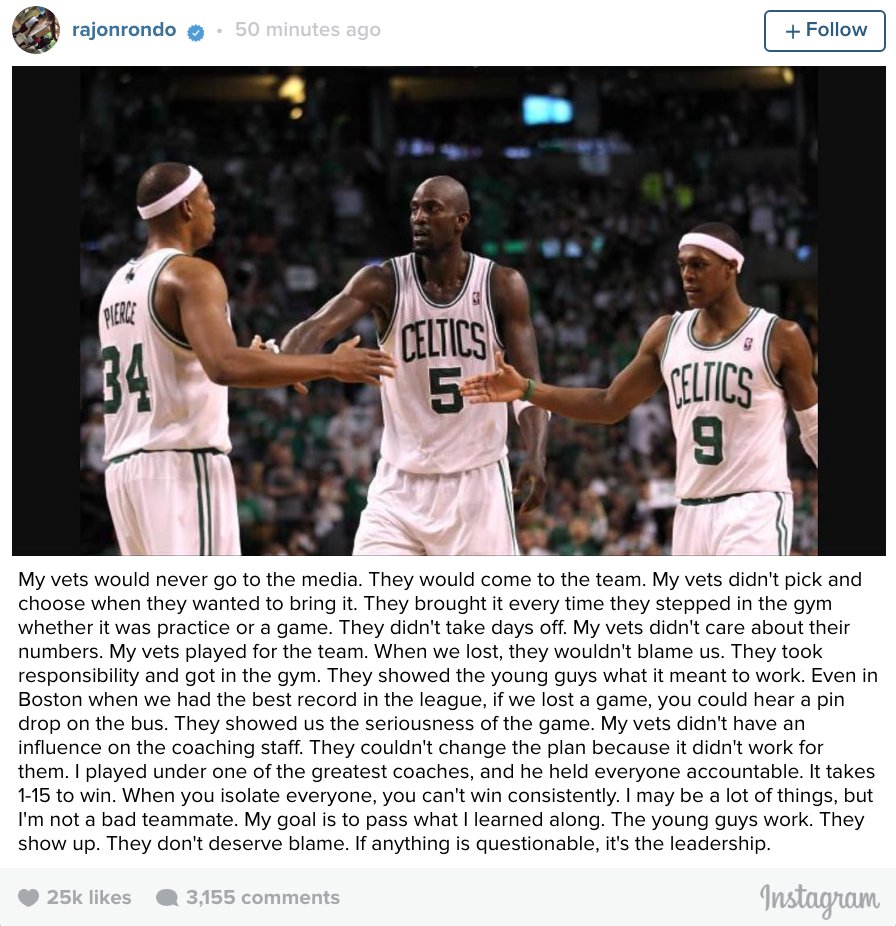 rajonrondo • 50 minutes ago
+ Follow
PIERCE
34
CELTICS
5
CELTICS
9
My vets would never go to the media. They would come to the team. My vets didn't pick and
choose when they wanted to bring it. They brought it every time they stepped in the gym
whether it was practice or a game. They didn't take days off. My vets didn't care about their
numbers. My vets played for the team. When we lost, they wouldn't blame us. They took
responsibility and got in the gym. They showed the young guys what it meant to work. Even in
Boston when we had the best record in the league, if we lost a game, you could hear a pin
drop on the bus. They showed us the seriousness of the game. My vets didn't have an
influence on the coaching staff. They couldn't change the plan because it didn't work for
them. I played under one of the greatest coaches, and he held everyone accountable. It takes
1-15 to win. When you isolate everyone, you can't win consistently. I may be a lot of things, but
I'm not a bad teammate. My goal is to pass what I learned along. The young guys work. They
show up. They don't deserve blame. If anything is questionable, it's the leadership.
25k likes 3,155 comments
Instagram